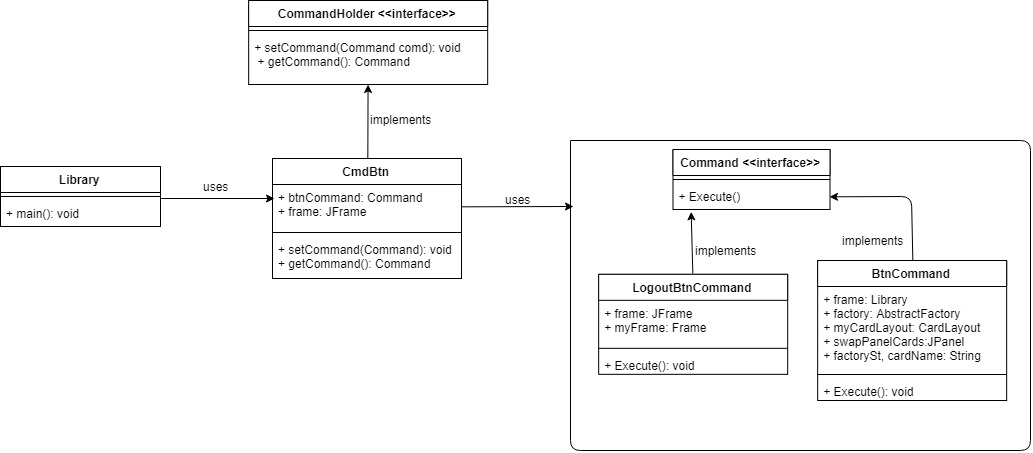 CommandHolder <<interface>>
+ setCommand(Command comd): void
+ getCommand(): Command
implements
Library
+ main(): void
uses
CmdBtn
+ btnCommand: Command
+ frame: JFrame
+ setCommand(Command): void
+ getCommand(): Command
uses
Command <<interface>>
+ Execute()
implements
implements
LogoutBtnCommand
+ frame: JFrame
+ myFrame: Frame
+ Execute(): void
BtnCommand
+ frame: Library
+ factory: AbstractFactory
+ myCardLayout: CardLayout
+ swapPanelCards:JPanel
+ factorySt, cardName: String
+ Execute(): void